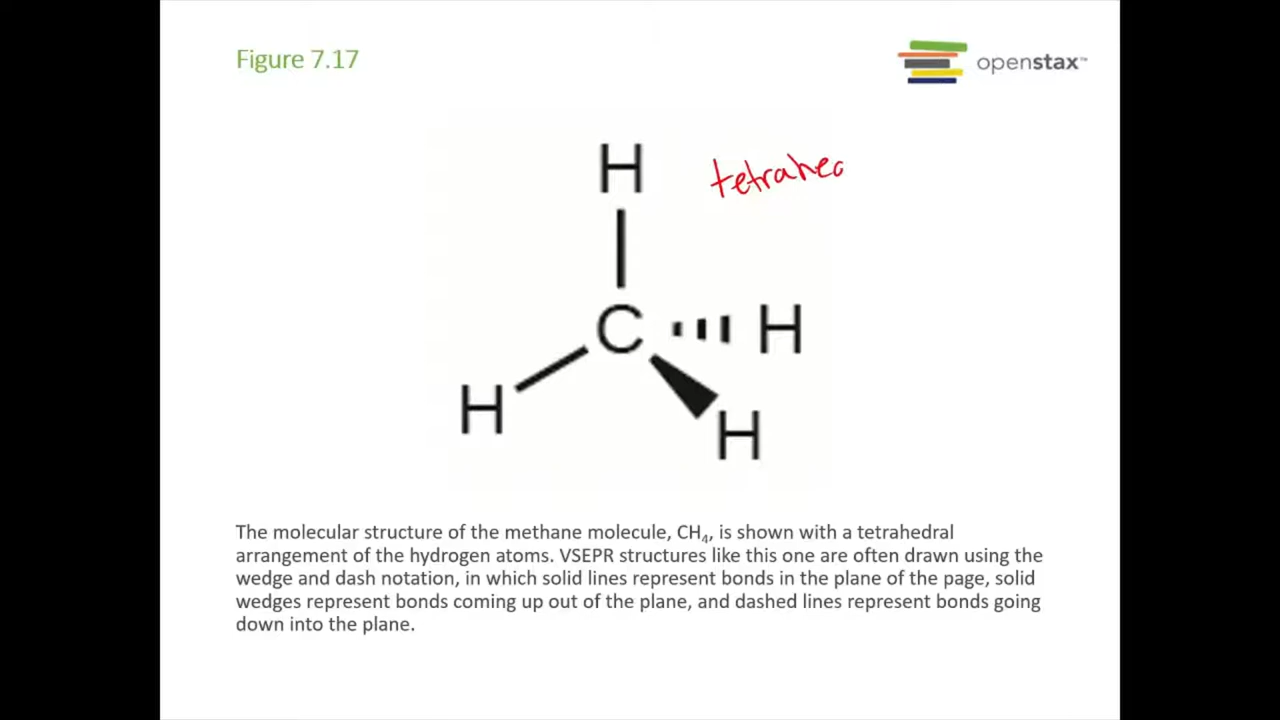 Figure 7.17
openstax™
H
tetrahed
C
H
H
H
The molecular structure of the methane molecule, CH₄, is shown with a tetrahedral
arrangement of the hydrogen atoms. VSEPR structures like this one are often drawn using the
wedge and dash notation, in which solid lines represent bonds in the plane of the page, solid
wedges represent bonds coming up out of the plane, and dashed lines represent bonds going
down into the plane.